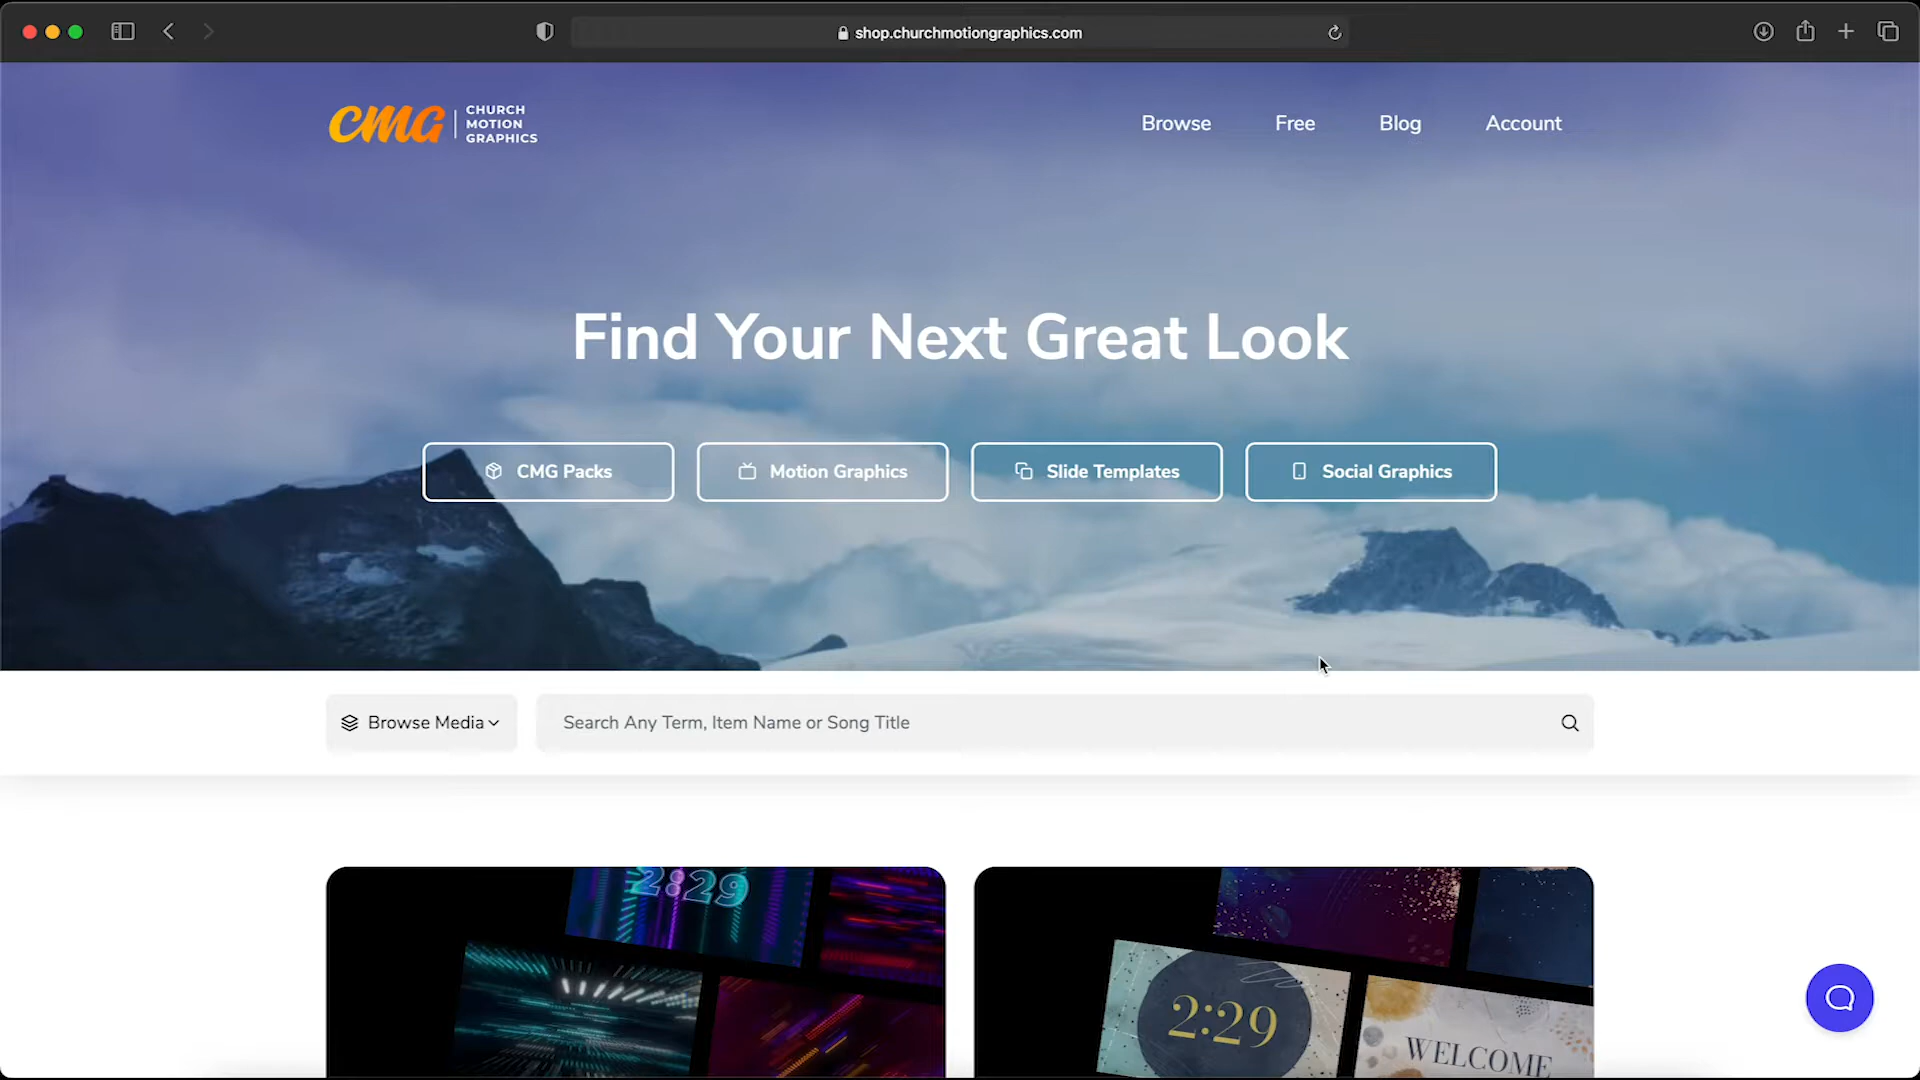 shop.churchmotiongraphics.com
CMG
CHURCH
MOTION
GRAPHICS
Browse
Free
Blog
Account
Find Your Next Great Look
CMG Packs
Motion Graphics
Slide Templates
Social Graphics
Browse Media
Search Any Term, Item Name or Song Title
2:29
2:29
WELCOME